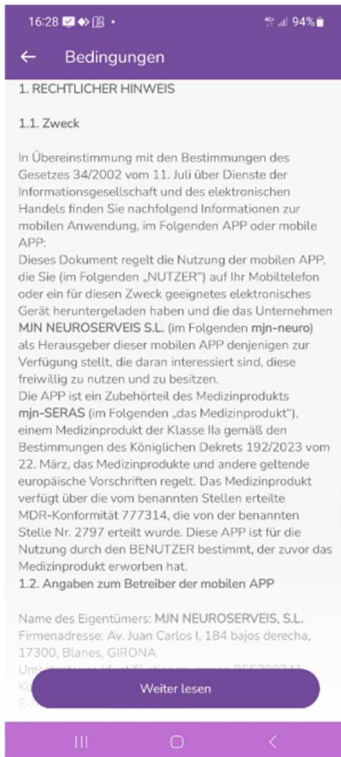 16:28
94%
Bedingungen
1. RECHTLICHER HINWEIS
1.1. Zweck
In Übereinstimmung mit den Bestimmungen des
Gesetzes 34/2002 vom 11. Juli über Dienste der
Informationsgesellschaft und des elektronischen
Handels finden Sie nachfolgend Informationen zur
mobilen Anwendung, im Folgenden APP oder mobile
APP:
Dieses Dokument regelt die Nutzung der mobilen APP,
die Sie (im Folgenden „NUTZER") auf Ihr Mobiltelefon
oder ein für diesen Zweck geeignetes elektronisches
Gerät heruntergeladen haben und die das Unternehmen
MJN NEUROSERVEIS S.L. (im Folgenden mjn-neuro)
als Herausgeber dieser mobilen APP denjenigen zur
Verfügung stellt, die daran interessiert sind, diese
freiwillig zu nutzen und zu besitzen.
Die APP ist ein Zubehörteil des Medizinprodukts
mjn-SERAS (im Folgenden „das Medizinprodukt"),
einem Medizinprodukt der Klasse IIa gemäß den
Bestimmungen des Königlichen Dekrets 192/2023 vom
22. März, das Medizinprodukte und andere geltende
europäische Vorschriften regelt. Das Medizinprodukt
verfügt über die vom benannten Stellen erteilte
MDR-Konformität 777314, die von der benannten
Stelle Nr. 2797 erteilt wurde. Diese APP ist für die
Nutzung durch den BENUTZER bestimmt, der zuvor das
Medizinprodukt erworben hat.
1.2. Angaben zum Betreiber der mobilen APP
Name des Eigentümers: MJN NEUROSERVEIS, S.L.
Firmenadresse: Av. Juan Carlos I, 184 bajos derecha,
17300, Blanes, GIRONA
Weiter lesen